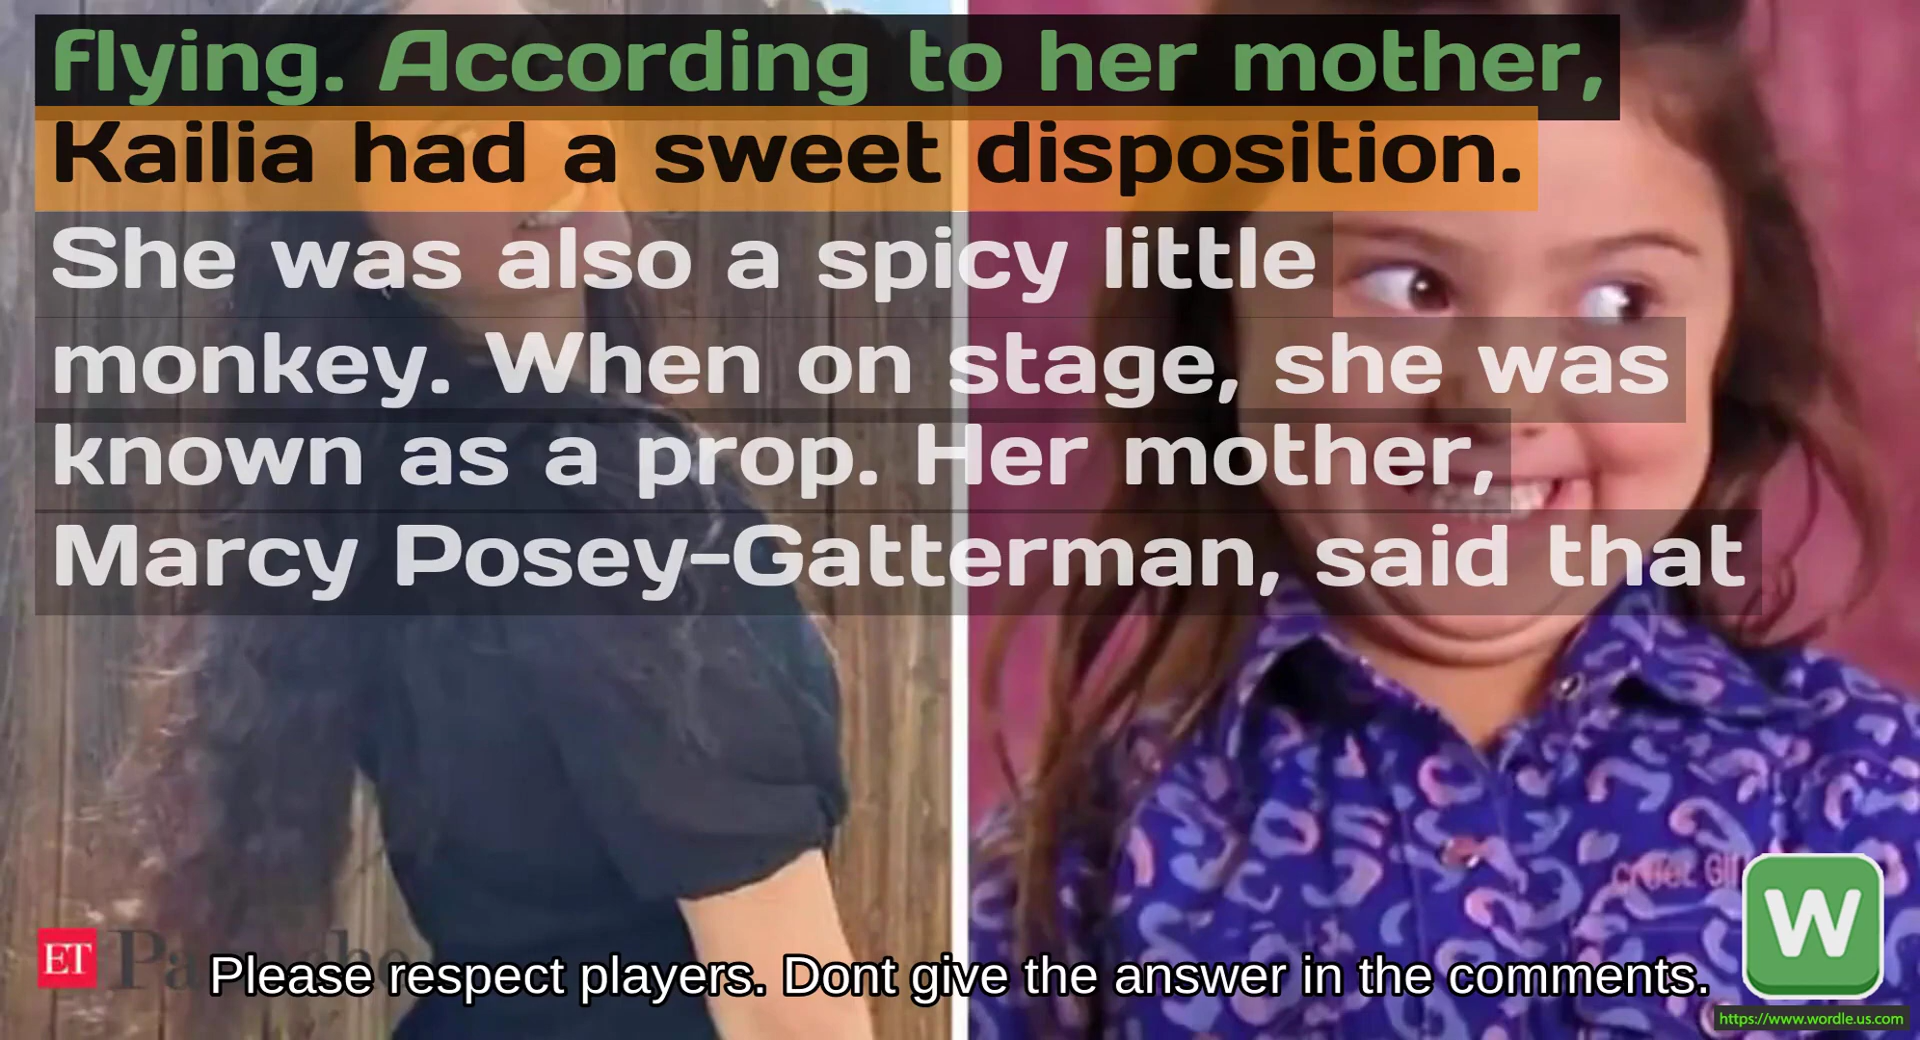 flying. According to her mother,
Kailia had a sweet disposition.
She was also a spicy little
monkey. When on stage, she was
known as a prop. Her mother,
Marcy Posey-Gatterman, said that
cruel Girl
ET
Please respect players. Dont give the answer in the comments.
W
https://www.wordle.us.com